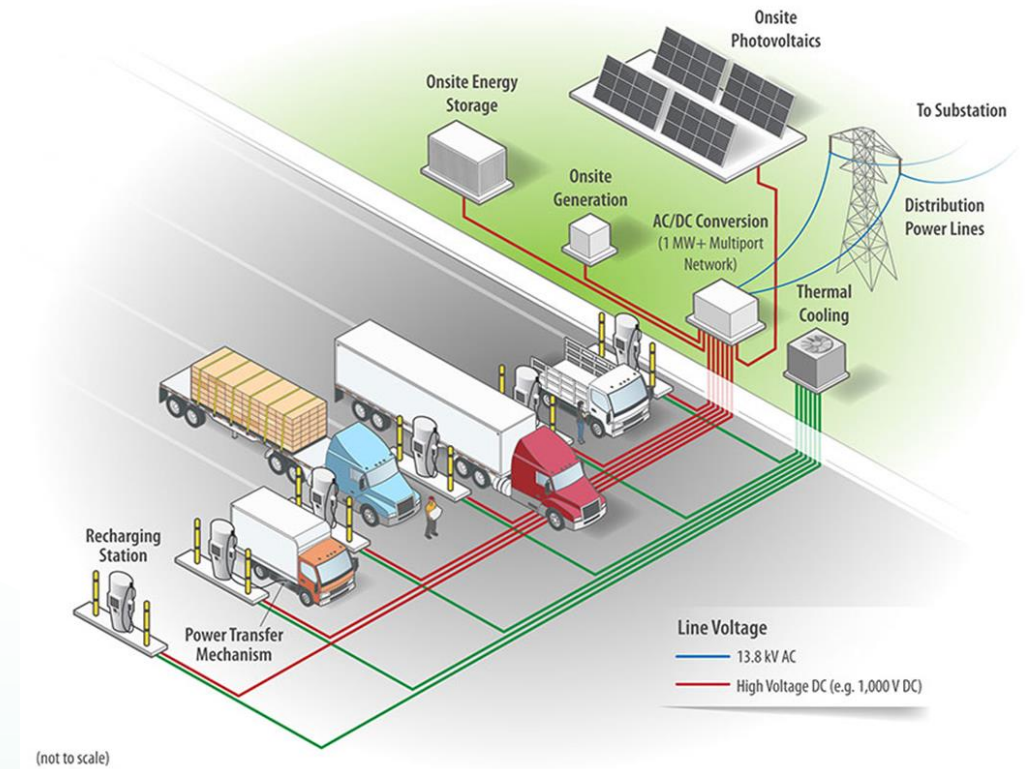 Onsite
Photovoltaics
Onsite Energy
Storage
To Substation
Onsite
Generation
AC/DC Conversion
(1 MW+ Multiport
Network)
Distribution
Power Lines
Thermal
Cooling
Recharging
Station
Power Transfer
Mechanism
Line Voltage
13.8 kV AC
High Voltage DC (e.g. 1,000 V DC)
(not to scale)